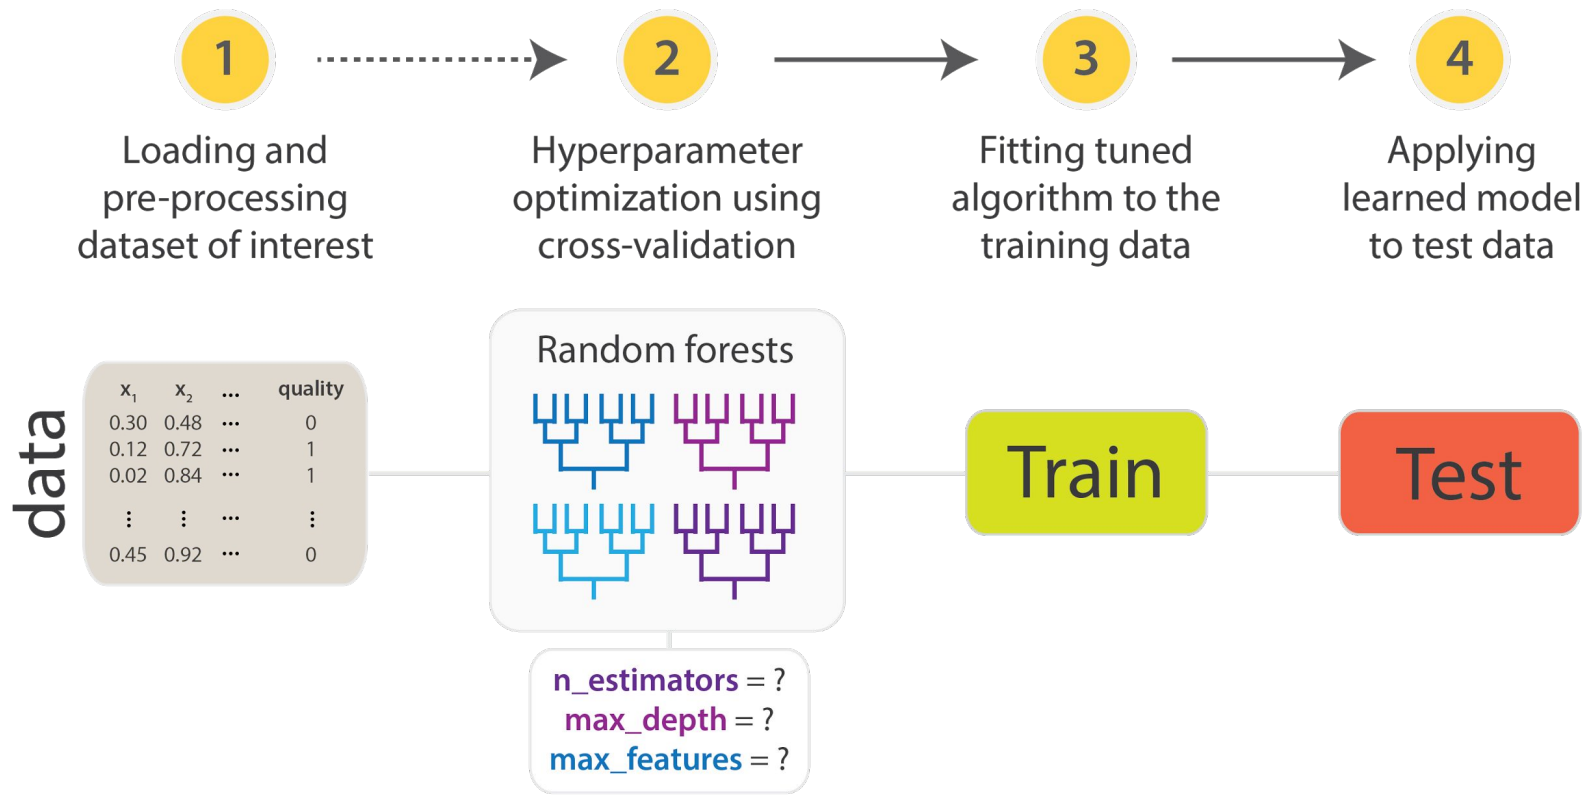 1
2
3
4
Loading and
pre-processing
dataset of interest
Hyperparameter
optimization using
cross-validation
Fitting tuned
algorithm to the
training data
Applying
learned model
to test data
data
x₁ x₂ ... quality
0.30 0.48 ... 0
0.12 0.72 ... 1
0.02 0.84 ... 1
⋮ ⋮ ... ⋮
0.45 0.92 ... 0
Random forests
n_estimators = ?
max_depth = ?
max_features = ?
Train
Test